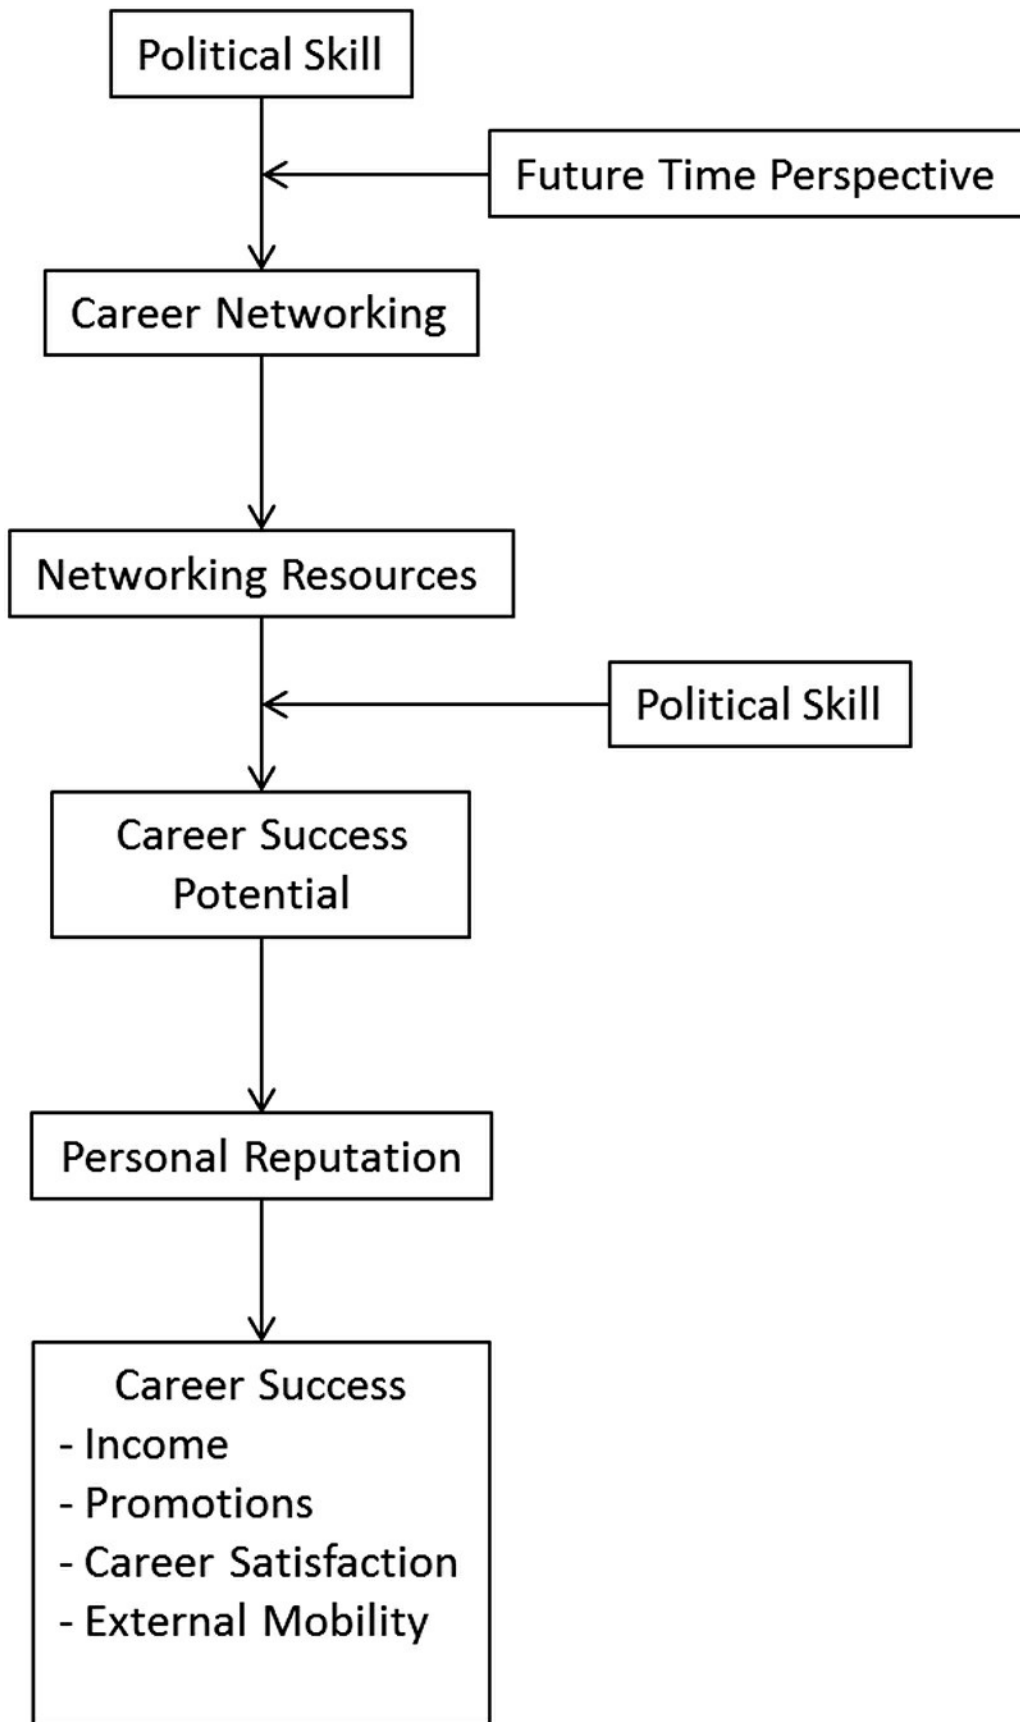 Political Skill
Future Time Perspective
Career Networking
Networking Resources
Political Skill
Career Success
Potential
Personal Reputation
Career Success
- Income
- Promotions
- Career Satisfaction
- External Mobility